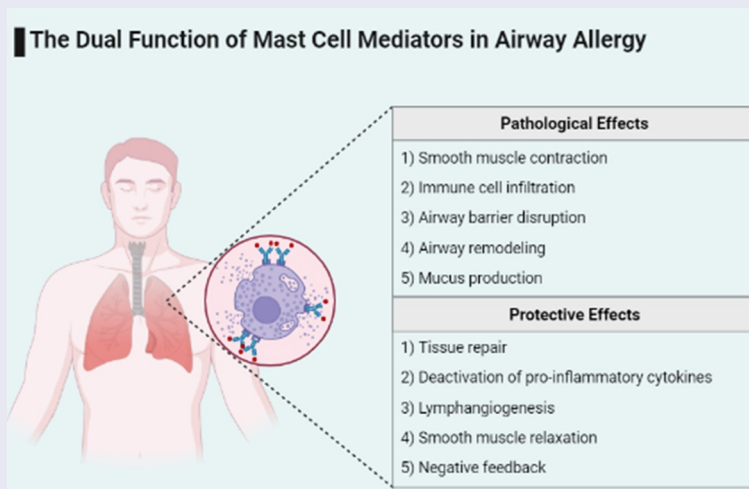 The Dual Function of Mast Cell Mediators in Airway Allergy
Pathological Effects
1) Smooth muscle contraction
2) Immune cell infiltration
3) Airway barrier disruption
4) Airway remodeling
5) Mucus production
Protective Effects
1) Tissue repair
2) Deactivation of pro-inflammatory cytokines
3) Lymphangiogenesis
4) Smooth muscle relaxation
5) Negative feedback